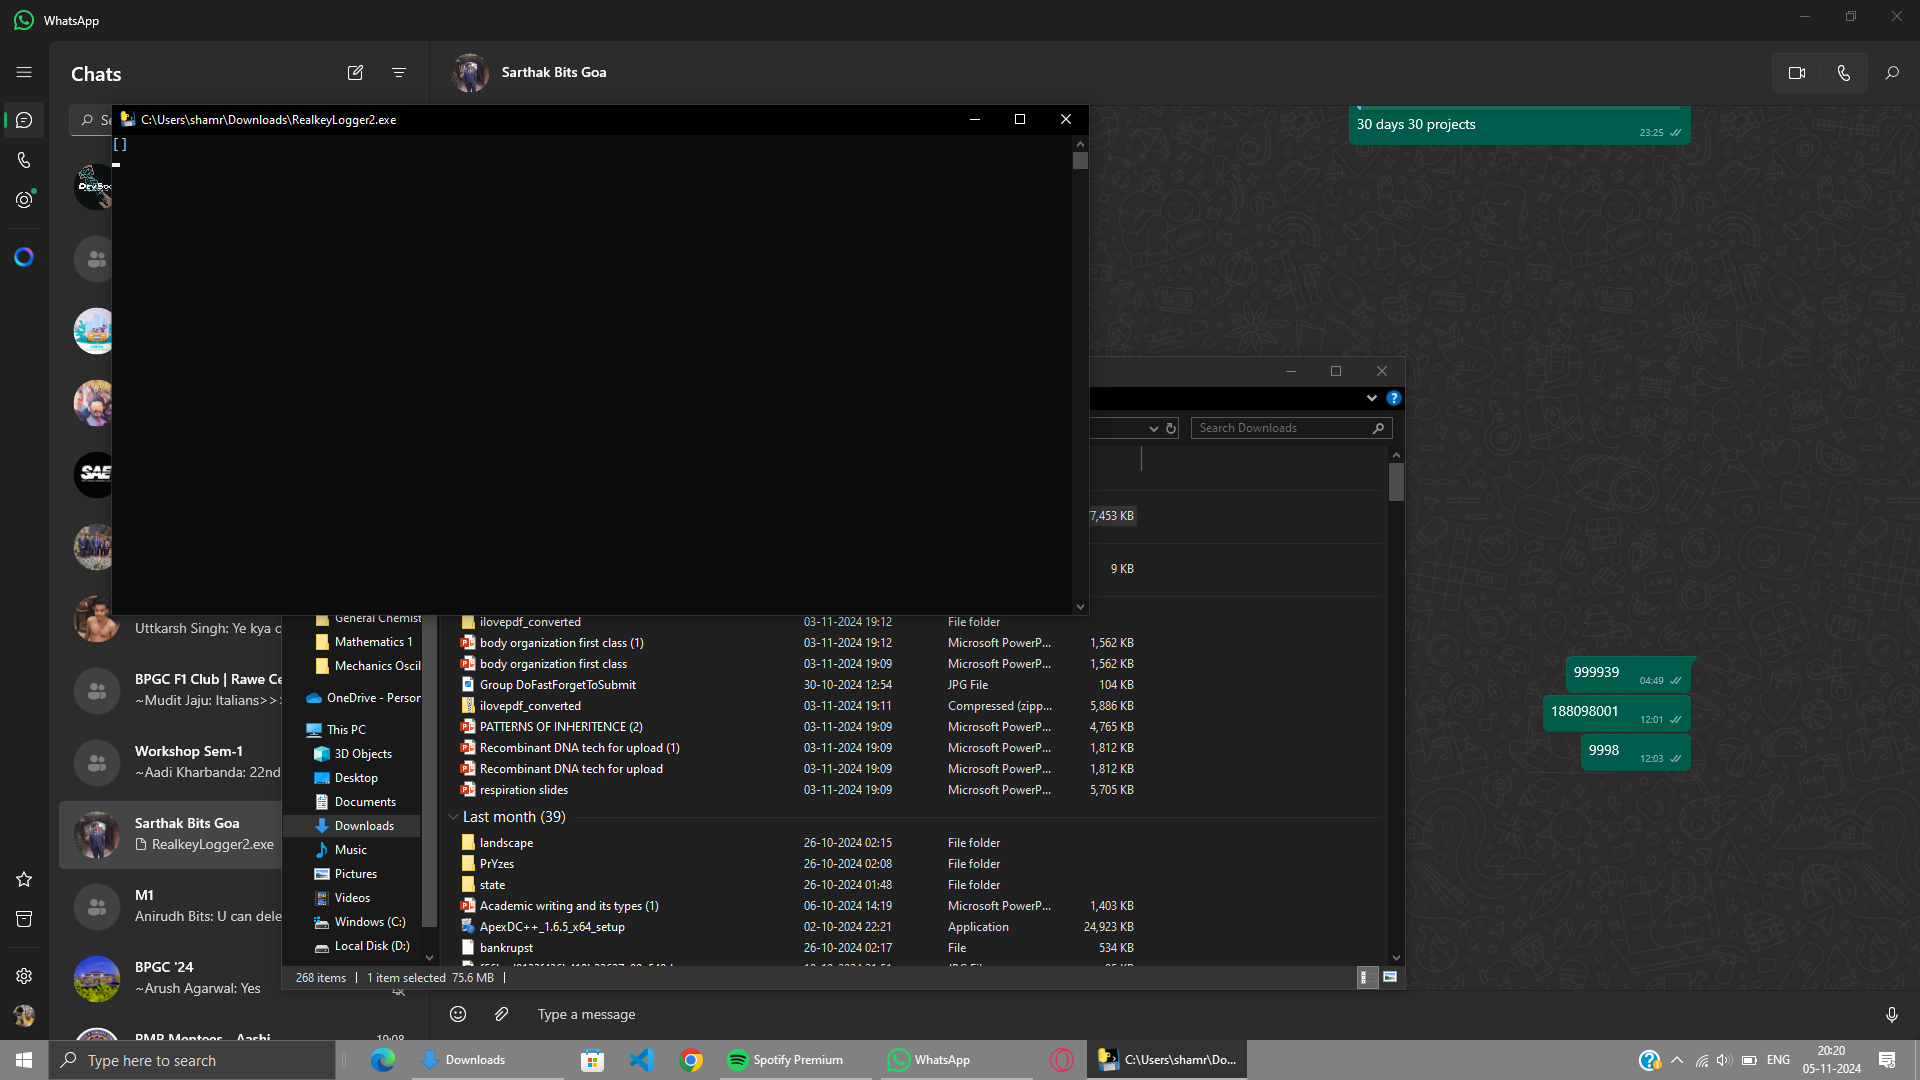 WhatsApp
Chats
Sarthak Bits Goa
C:\Users\shamr\Downloads\RealkeyLogger2.exe
[]
30 days 30 projects
23:25
Search Downloads
7,453 KB
9 KB
Uttkarsh Singh: Ye kya c
BPGC F1 Club | Rawe Ce
~Mudit Jaju: Italians>>>
Workshop Sem-1
~Aadi Kharbanda: 22nd
Sarthak Bits Goa
RealkeyLogger2.exe
M1
Anirudh Bits: U can dele
BPGC '24
~Arush Agarwal: Yes
PMP Mentees - Aashi
19:08
General Chemist
Mathematics 1
Mechanics Oscil
OneDrive - Person
This PC
3D Objects
Desktop
Documents
Downloads
Music
Pictures
Videos
Windows (C:)
Local Disk (D:)
ilovepdf_converted 03-11-2024 19:12 File folder
body organization first class (1) 03-11-2024 19:12 Microsoft PowerP... 1,562 KB
body organization first class 03-11-2024 19:09 Microsoft PowerP... 1,562 KB
Group DoFastForgetToSubmit 30-10-2024 12:54 JPG File 104 KB
ilovepdf_converted 03-11-2024 19:11 Compressed (zipp... 5,886 KB
PATTERNS OF INHERITENCE (2) 03-11-2024 19:09 Microsoft PowerP... 4,765 KB
Recombinant DNA tech for upload (1) 03-11-2024 19:09 Microsoft PowerP... 1,812 KB
Recombinant DNA tech for upload 03-11-2024 19:09 Microsoft PowerP... 1,812 KB
respiration slides 03-11-2024 19:09 Microsoft PowerP... 5,705 KB
Last month (39)
landscape 26-10-2024 02:15 File folder
PrYzes 26-10-2024 02:08 File folder
state 26-10-2024 01:48 File folder
Academic writing and its types (1) 06-10-2024 14:19 Microsoft PowerP... 1,403 KB
ApexDC++_1.6.5_x64_setup 02-10-2024 22:21 Application 24,923 KB
bankrupst 26-10-2024 02:17 File 534 KB
268 items 1 item selected 75.6 MB
999939
04:49
188098001
12:01
9998
12:03
Type a message
Type here to search
Downloads
Spotify Premium
WhatsApp
C:\Users\shamr\Do...
ENG
20:20
05-11-2024